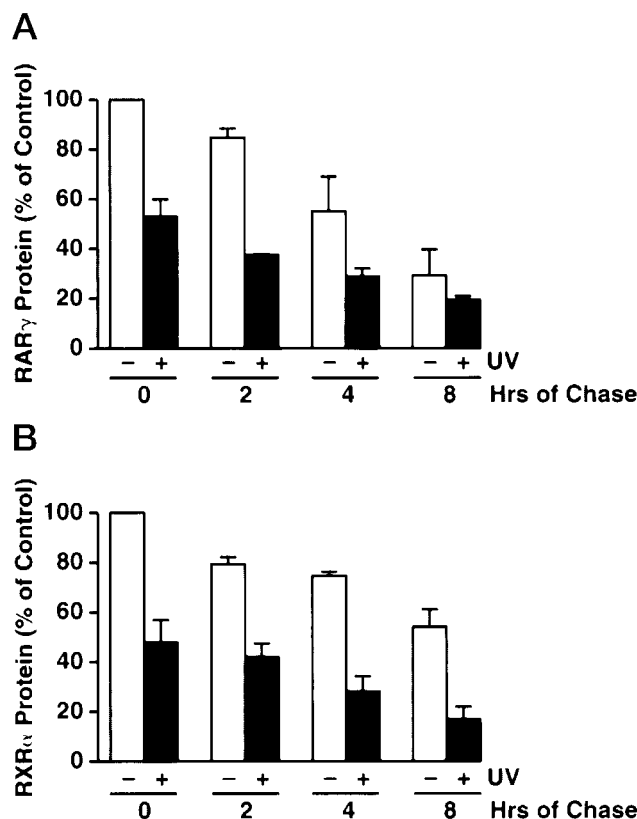 A
RARγ Protein (% of Control)
100
80
60
40
20
0
− + − + − + − + UV
0 2 4 8 Hrs of Chase
B
RXRα Protein (% of Control)
100
80
60
40
20
0
− + − + − + − + UV
0 2 4 8 Hrs of Chase